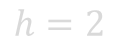 h = 2